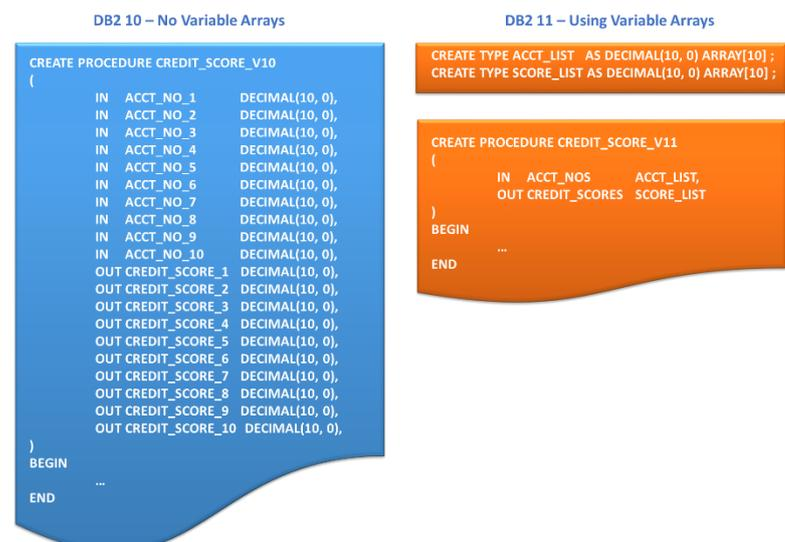 DB2 10 – No Variable Arrays
CREATE PROCEDURE CREDIT_SCORE_V10
(
IN ACCT_NO_1 DECIMAL(10, 0),
IN ACCT_NO_2 DECIMAL(10, 0),
IN ACCT_NO_3 DECIMAL(10, 0),
IN ACCT_NO_4 DECIMAL(10, 0),
IN ACCT_NO_5 DECIMAL(10, 0),
IN ACCT_NO_6 DECIMAL(10, 0),
IN ACCT_NO_7 DECIMAL(10, 0),
IN ACCT_NO_8 DECIMAL(10, 0),
IN ACCT_NO_9 DECIMAL(10, 0),
IN ACCT_NO_10 DECIMAL(10, 0),
OUT CREDIT_SCORE_1 DECIMAL(10, 0),
OUT CREDIT_SCORE_2 DECIMAL(10, 0),
OUT CREDIT_SCORE_3 DECIMAL(10, 0),
OUT CREDIT_SCORE_4 DECIMAL(10, 0),
OUT CREDIT_SCORE_5 DECIMAL(10, 0),
OUT CREDIT_SCORE_6 DECIMAL(10, 0),
OUT CREDIT_SCORE_7 DECIMAL(10, 0),
OUT CREDIT_SCORE_8 DECIMAL(10, 0),
OUT CREDIT_SCORE_9 DECIMAL(10, 0),
OUT CREDIT_SCORE_10 DECIMAL(10, 0),
)
BEGIN
...
END
DB2 11 – Using Variable Arrays
CREATE TYPE ACCT_LIST AS DECIMAL(10, 0) ARRAY[10] ;
CREATE TYPE SCORE_LIST AS DECIMAL(10, 0) ARRAY[10] ;
CREATE PROCEDURE CREDIT_SCORE_V11
(
IN ACCT_NOS ACCT_LIST,
OUT CREDIT_SCORES SCORE_LIST
)
BEGIN
...
END